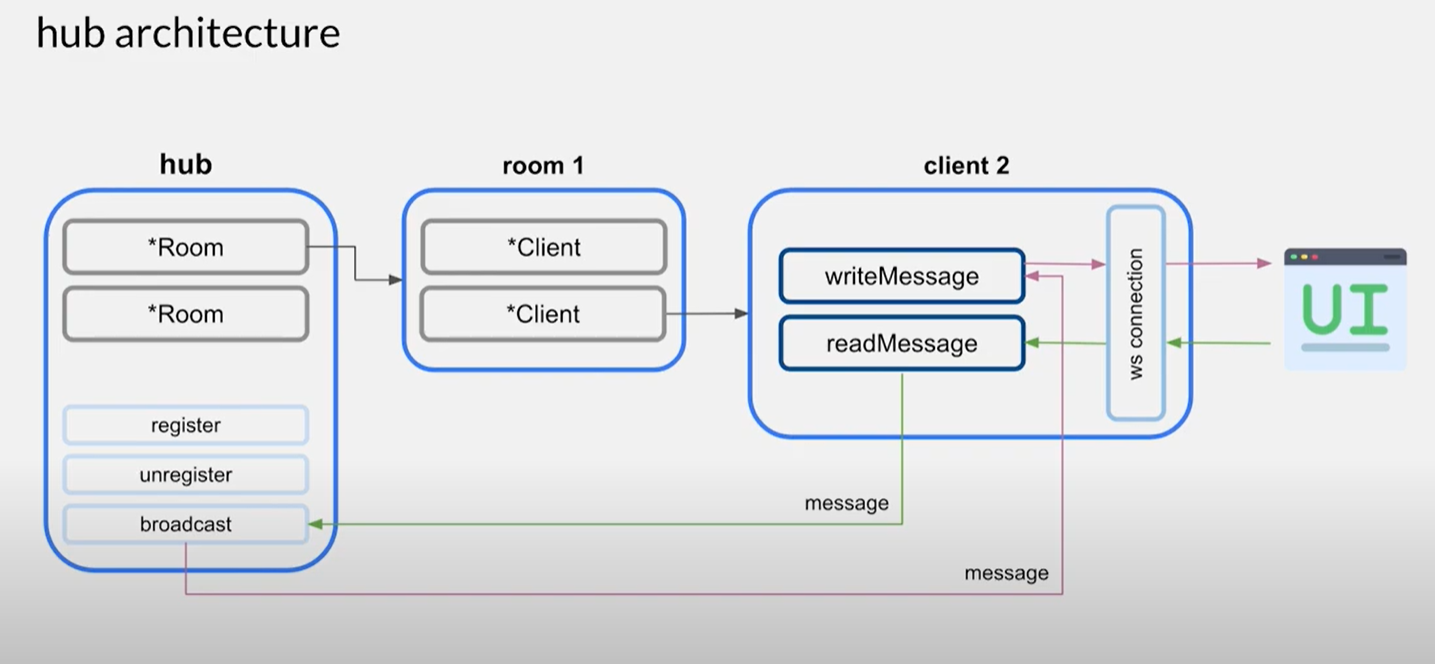 hub architecture
hub
*Room
*Room
register
unregister
broadcast
room 1
*Client
*Client
client 2
writeMessage
readMessage
ws connection
UI
message
message